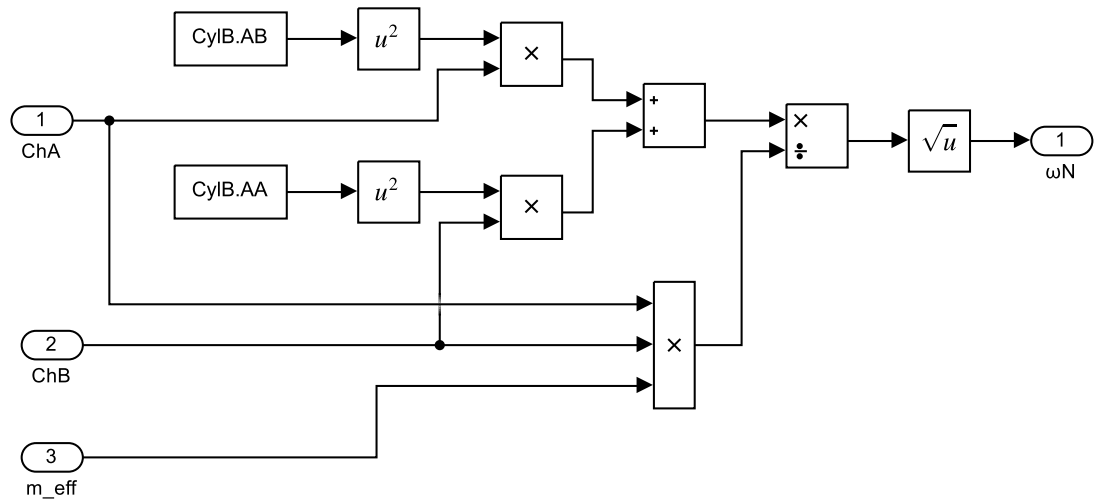 CylB.AB
u²
×
1
ChA
+
+
×
÷
√u
1
ωN
CylB.AA
u²
×
2
ChB
×
3
m_eff